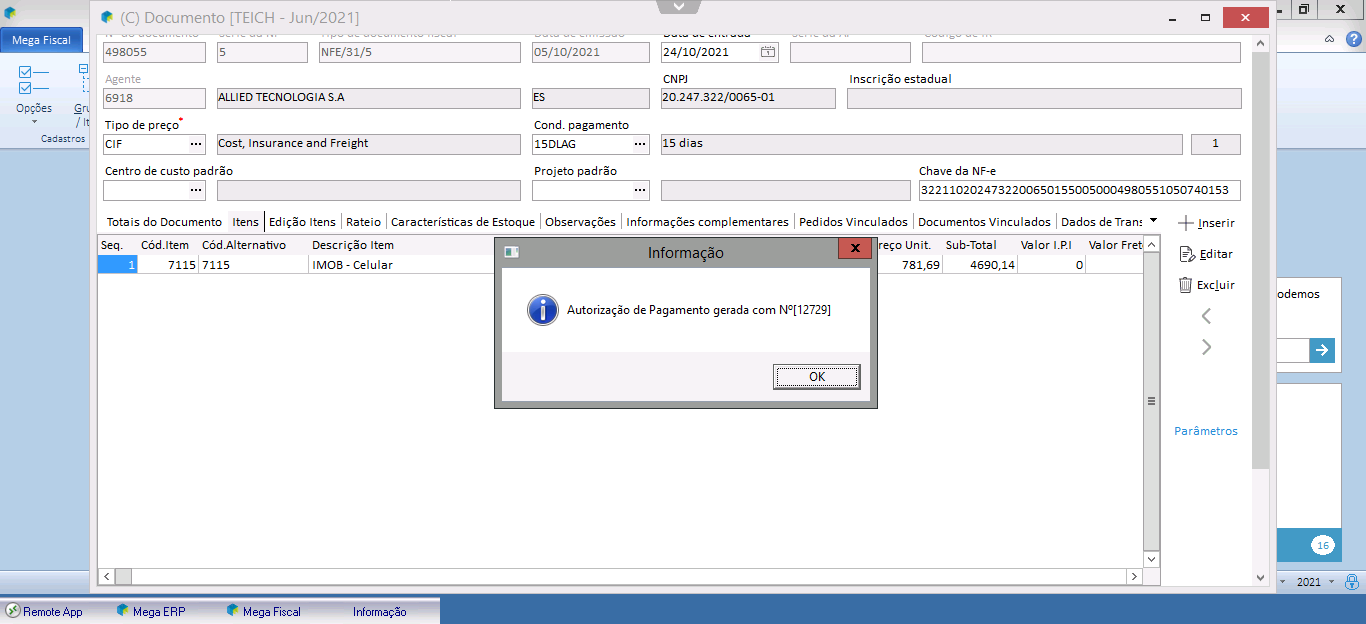 (C) Documento [TEICH - Jun/2021]
Mega Fiscal
Opções
Cadastros
498055
5
NFE/31/5
05/10/2021
Data de entrada
24/10/2021
Agente
CNPJ
Inscrição estadual
6918
ALLIED TECNOLOGIA S.A
ES
20.247.322/0065-01
Tipo de preço*
Cond. pagamento
CIF
Cost, Insurance and Freight
15DLAG
15 dias
1
Centro de custo padrão
Projeto padrão
Chave da NF-e
32211020247322006501550050004980551050740153
Totais do Documento
Itens
Edição Itens
Rateio
Características de Estoque
Observações
Informações complementares
Pedidos Vinculados
Documentos Vinculados
Dados de Trans
Inserir
Editar
Excluir
Parâmetros
Seq.
Cód.Item
Cód.Alternativo
Descrição Item
reço Unit.
Sub-Total
Valor I.P.I
Valor Fret
1
7115
7115
IMOB - Celular
781,69
4690,14
0
Informação
Autorização de Pagamento gerada com Nº[12729]
OK
odemos
16
2021
Remote App
Mega ERP
Mega Fiscal
Informação